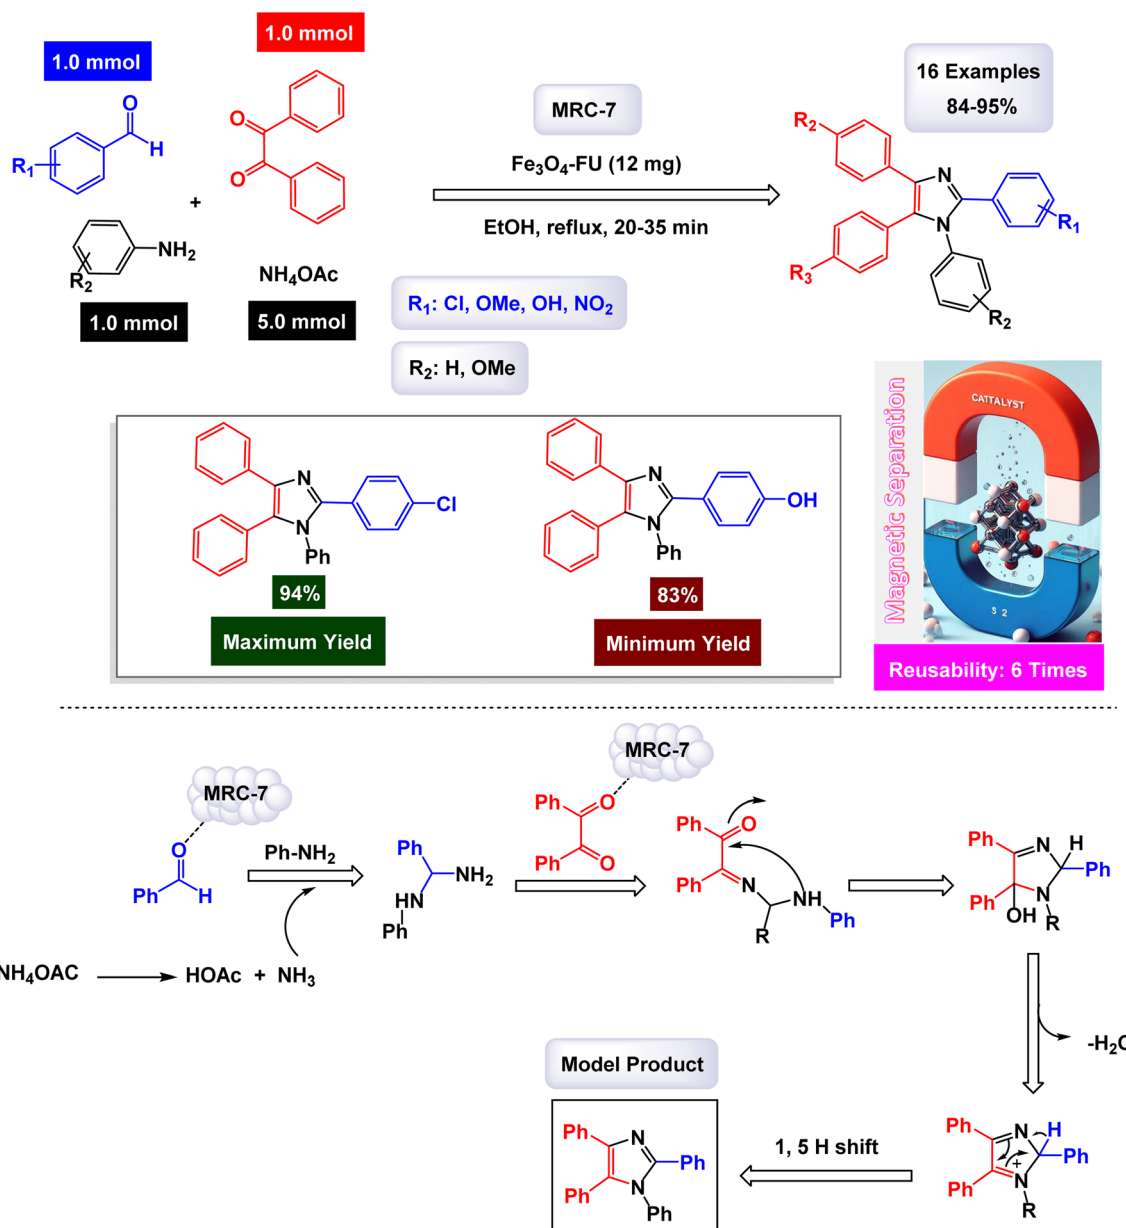 1.0 mmol
1.0 mmol
O
H
R1
O
O
+
NH2
R2
NH4OAc
1.0 mmol
5.0 mmol
MRC-7
Fe3O4-FU (12 mg)
EtOH, reflux, 20-35 min
R1: Cl, OMe, OH, NO2
R2: H, OMe
16 Examples
84-95%
R2
N
N
R1
R3
R2
N
N
Cl
Ph
94%
Maximum Yield
N
N
OH
Ph
83%
Minimum Yield
Magnetic Separation
CATTALYST
5 2
Reusability: 6 Times
MRC-7
O
Ph
H
Ph-NH2
NH4OAC
HOAc + NH3
Ph
NH2
HN
Ph
MRC-7
Ph
O
Ph
O
Ph
O
Ph
N
NH
R
Ph
Ph
N
H
Ph
Ph
N
OH
R
-H2O
Ph
N
H
Ph
Ph
+
N
R
1, 5 H shift
Model Product
Ph
N
Ph
Ph
N
Ph